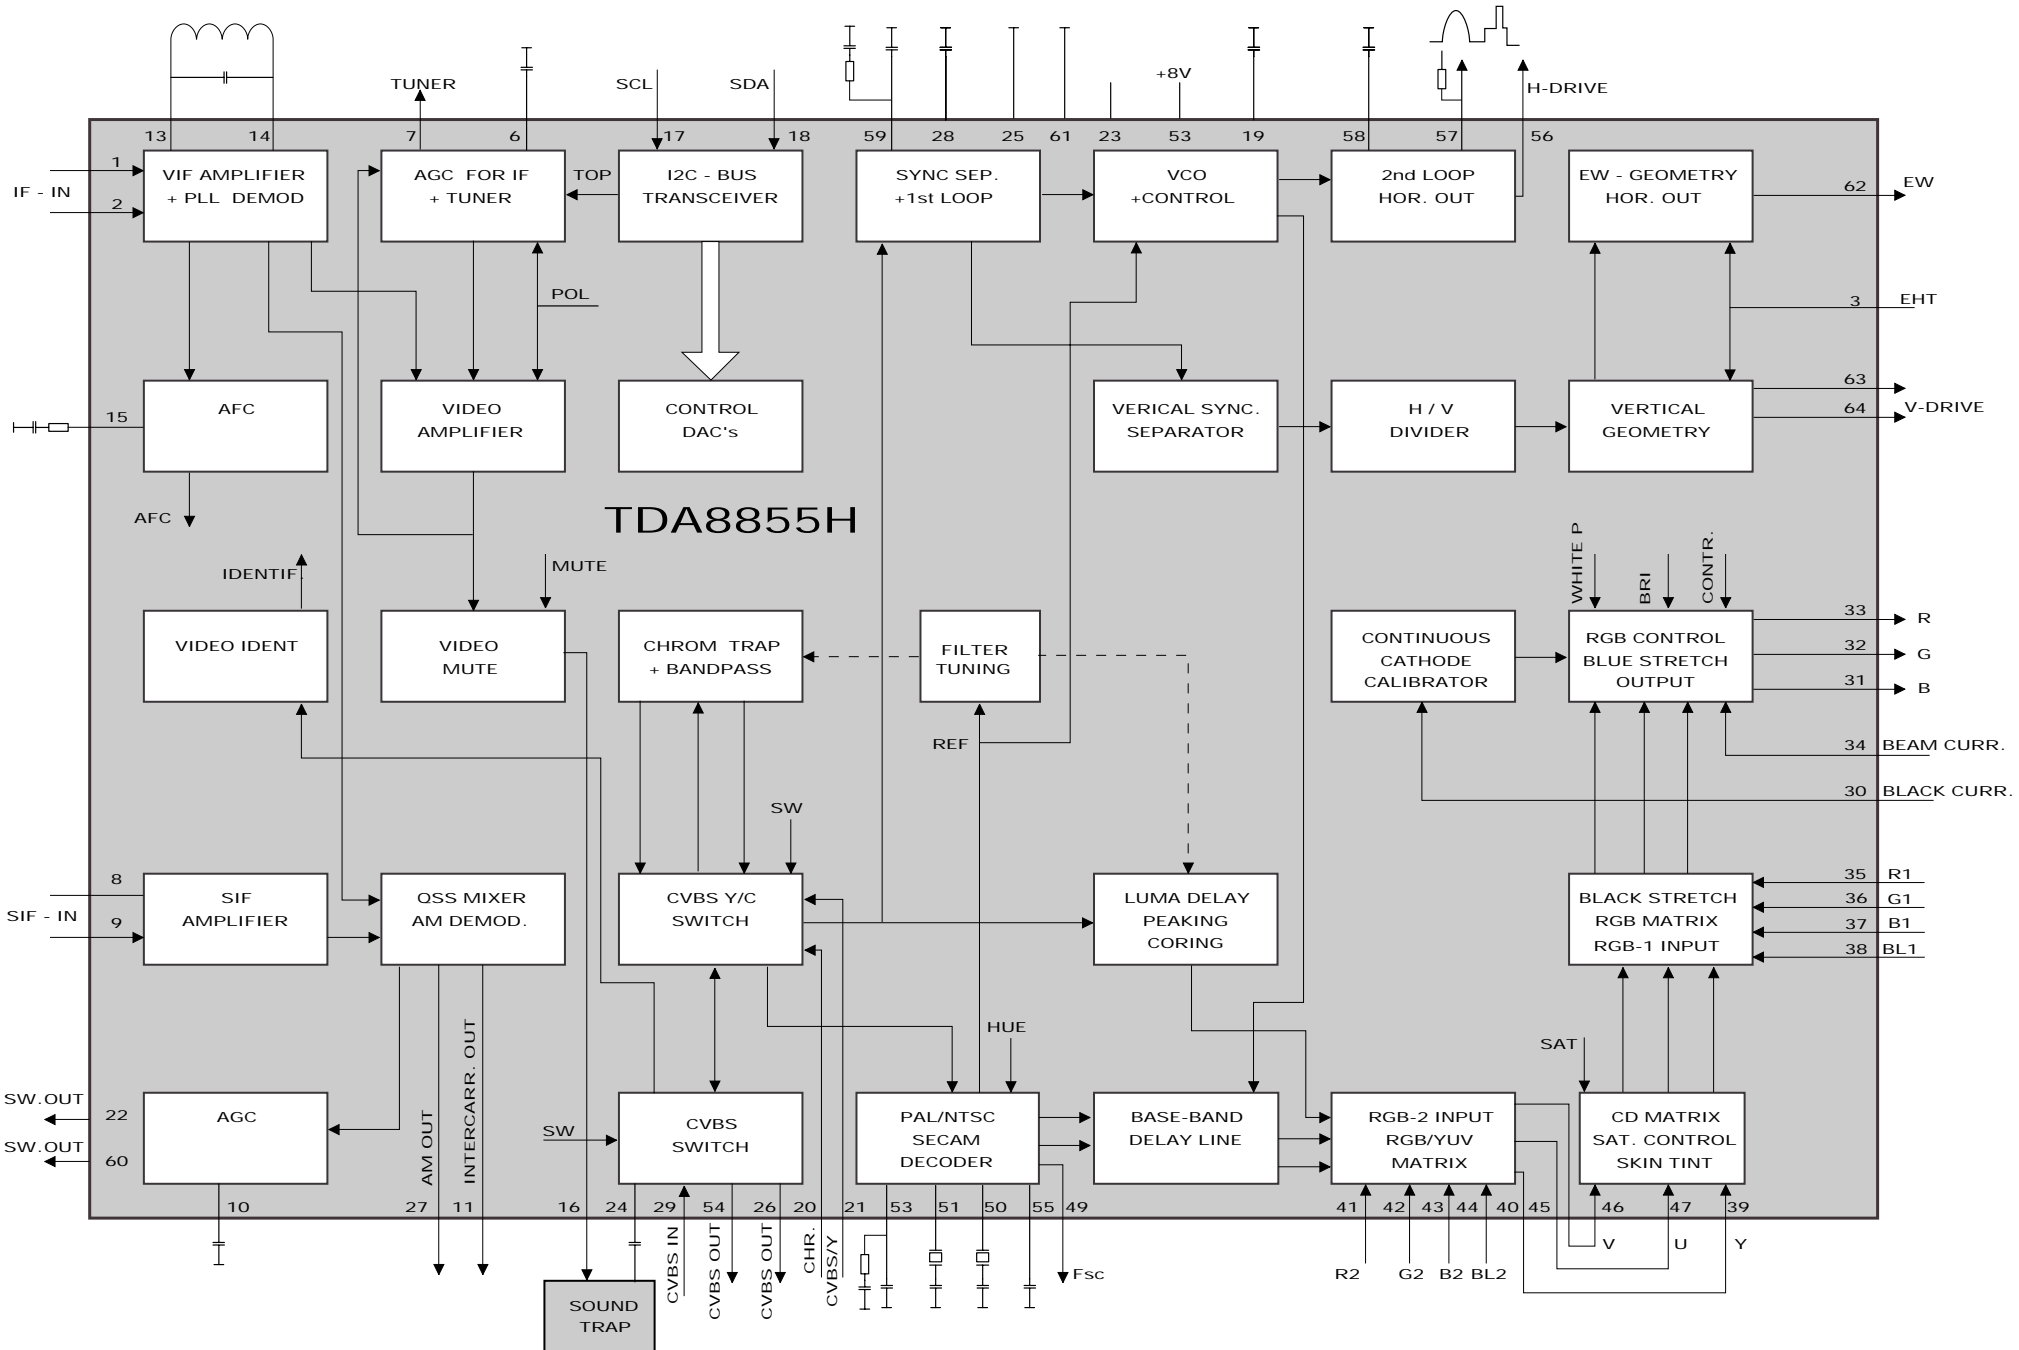 TUNER
SCL
SDA
+8V
H-DRIVE
13
14
7
6
17
18
59
28
25
61
23
53
19
58
57
56
IF - IN
1
2
VIF AMPLIFIER
+ PLL DEMOD
AGC FOR IF
+ TUNER
TOP
I2C - BUS
TRANSCEIVER
SYNC SEP.
+1st LOOP
VCO
+CONTROL
2nd LOOP
HOR. OUT
EW - GEOMETRY
HOR. OUT
62
EW
POL
3
EHT
15
AFC
VIDEO
AMPLIFIER
CONTROL
DAC's
VERICAL SYNC.
SEPARATOR
H / V
DIVIDER
VERTICAL
GEOMETRY
63
64
V-DRIVE
AFC
TDA8855H
IDENTIF.
MUTE
WHITE P
BRI
CONTR.
VIDEO IDENT
VIDEO
MUTE
CHROM TRAP
+ BANDPASS
FILTER
TUNING
CONTINUOUS
CATHODE
CALIBRATOR
RGB CONTROL
BLUE STRETCH
OUTPUT
33
R
32
G
31
B
REF
34
BEAM CURR.
30
BLACK CURR.
SW
SIF - IN
8
9
SIF
AMPLIFIER
QSS MIXER
AM DEMOD.
CVBS Y/C
SWITCH
LUMA DELAY
PEAKING
CORING
BLACK STRETCH
RGB MATRIX
RGB-1 INPUT
35
R1
36
G1
37
B1
38
BL1
HUE
SAT
SW.OUT
22
SW.OUT
60
AGC
AM OUT
INTERCARR. OUT
SW
CVBS
SWITCH
PAL/NTSC
SECAM
DECODER
BASE-BAND
DELAY LINE
RGB-2 INPUT
RGB/YUV
MATRIX
CD MATRIX
SAT. CONTROL
SKIN TINT
10
27
11
16
24
29
54
26
20
21
53
51
50
55
49
41
42
43
44
40
45
46
47
39
CVBS IN
CVBS OUT
CVBS OUT
CHR.
CVBS/Y
Fsc
R2
G2
B2
BL2
V
U
Y
SOUND
TRAP